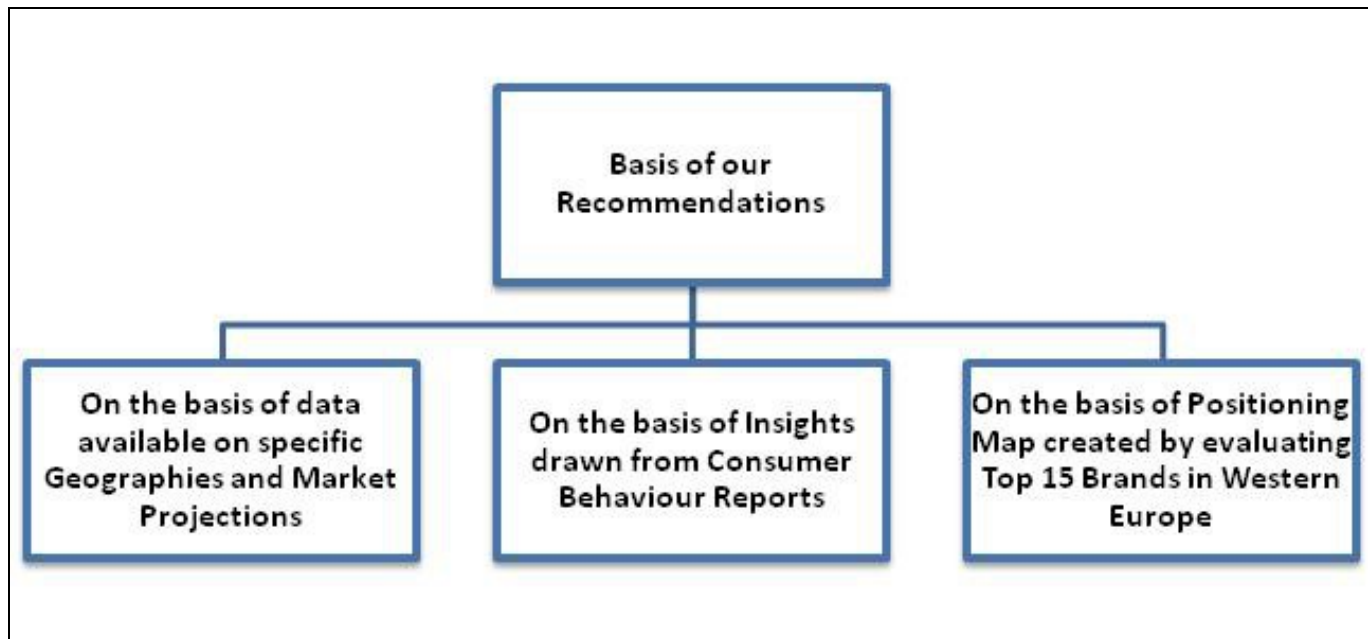 Basis of our
Recommendations
On the basis of data
available on specific
Geographies and Market
Projections
On the basis of Insights
drawn from Consumer
Behaviour Reports
On the basis of Positioning
Map created by evaluating
Top 15 Brands in Western
Europe